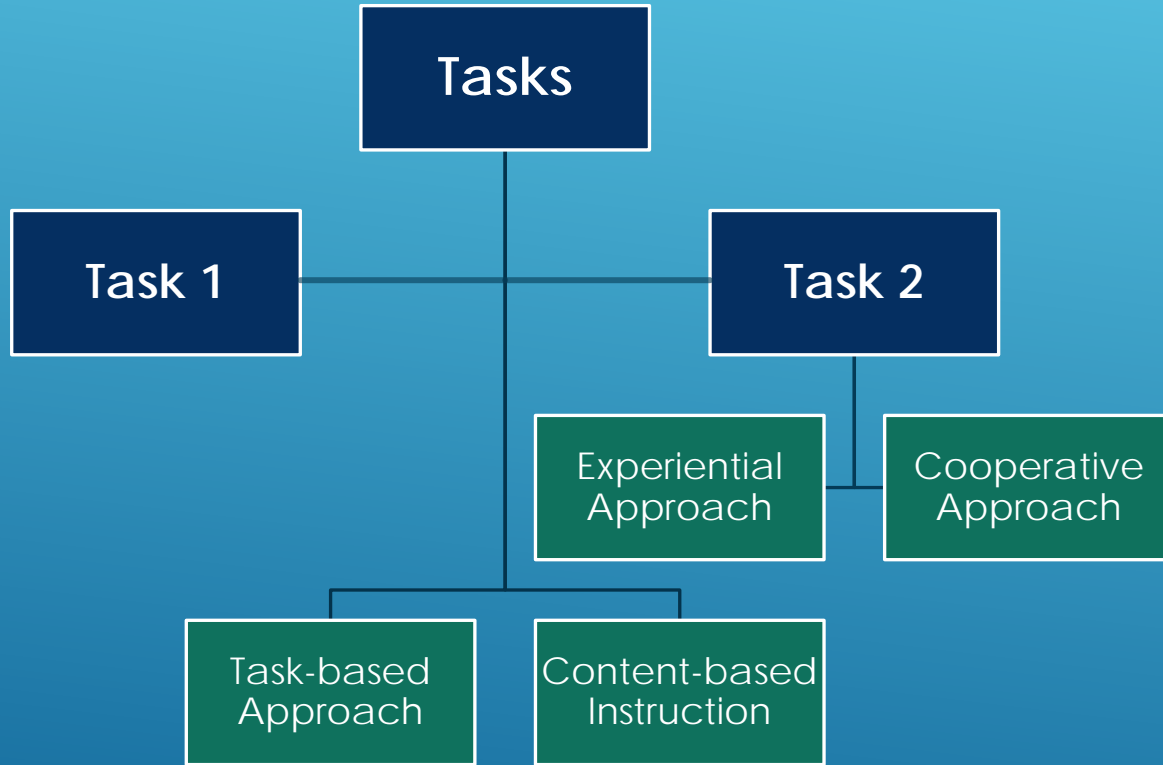 Tasks
Task 1
Task 2
Experiential
Approach
Cooperative
Approach
Task-based
Approach
Content-based
Instruction